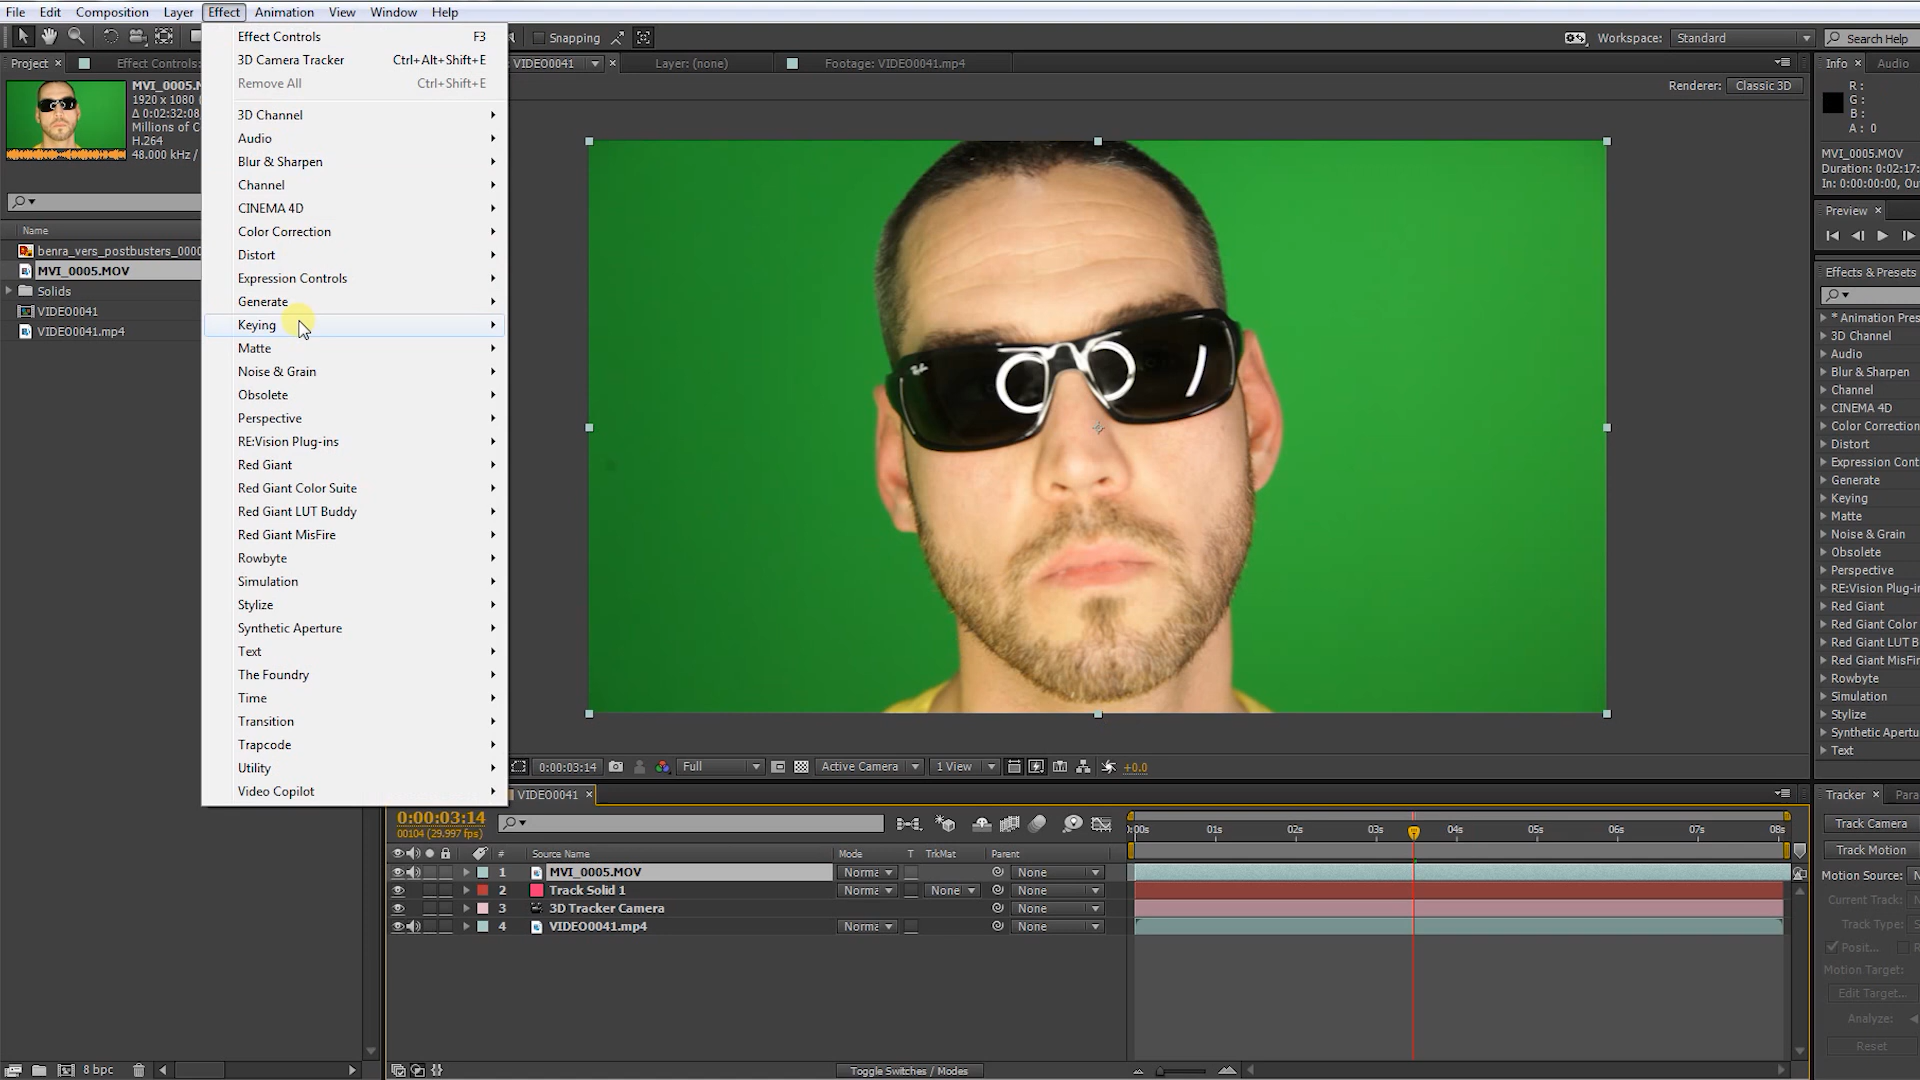 File Edit Composition Layer Effect Animation View Window Help
Snapping
Workspace: Standard
Search Help
Project
Effect Controls:
VIDEO0041
Layer: (none)
Footage: VIDEO0041.mp4
Info
Audio
Renderer: Classic 3D
MVI_0005.M
1920 x 1080 (
Δ 0:02:32:08
Millions of C
H.264
48.000 kHz /
Name
benra_vers_postbusters_0000
MVI_0005.MOV
Solids
VIDEO0041
VIDEO0041.mp4
8 bpc
Effect Controls F3
3D Camera Tracker Ctrl+Alt+Shift+E
Remove All Ctrl+Shift+E
3D Channel
Audio
Blur & Sharpen
Channel
CINEMA 4D
Color Correction
Distort
Expression Controls
Generate
Keying
Matte
Noise & Grain
Obsolete
Perspective
RE:Vision Plug-ins
Red Giant
Red Giant Color Suite
Red Giant LUT Buddy
Red Giant MisFire
Rowbyte
Simulation
Stylize
Synthetic Aperture
Text
The Foundry
Time
Transition
Trapcode
Utility
Video Copilot
Ray-Ban
0:00:03:14
Full
Active Camera
1 View
+0.0
R :
G :
B :
A : 0
MVI_0005.MOV
Duration: 0:02:17
In: 0:00:00:00, Ou
Preview
Effects & Presets
* Animation Pres
3D Channel
Audio
Blur & Sharpen
Channel
CINEMA 4D
Color Correction
Distort
Expression Cont
Generate
Keying
Matte
Noise & Grain
Obsolete
Perspective
RE:Vision Plug-in
Red Giant
Red Giant Color
Red Giant LUT B
Red Giant MisFir
Rowbyte
Simulation
Stylize
Synthetic Apertu
Text
VIDEO0041
0:00:03:14
00104 (29.997 fps)
:00s 01s 02s 03s 04s 05s 06s 07s 08s
# Source Name Mode T TrkMat Parent
1 MVI_0005.MOV Norma None
2 Track Solid 1 Norma None None
3 3D Tracker Camera None
4 VIDEO0041.mp4 Norma None
Toggle Switches / Modes
Tracker
Para
Track Camera
Track Motion
Motion Source: N
Current Track: N
Track Type: S
Posit... R
Motion Target:
Edit Target...
Analyze:
Reset